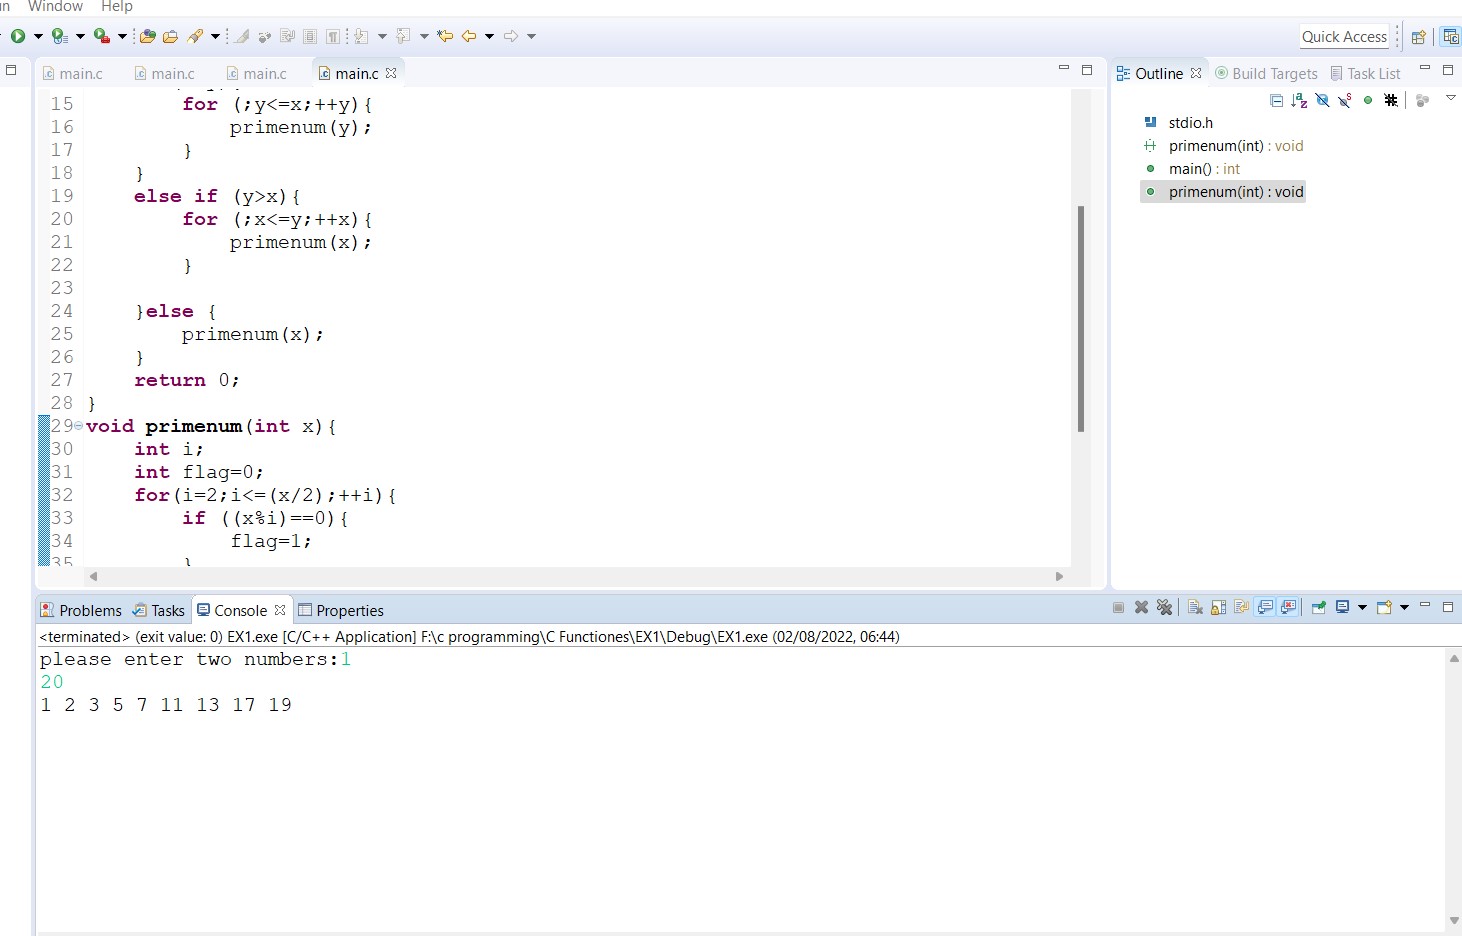 Window Help
Quick Access
main.c main.c main.c main.c
15 for (;y<=x;++y){
16 primenum(y);
17 }
18 }
19 else if (y>x){
20 for (;x<=y;++x){
21 primenum(x);
22 }
23
24 }else {
25 primenum(x);
26 }
27 return 0;
28 }
29 void primenum(int x){
30 int i;
31 int flag=0;
32 for(i=2;i<=(x/2);++i){
33 if ((x%i)==0){
34 flag=1;
35 }
Outline Build Targets Task List
stdio.h
primenum(int) : void
main() : int
primenum(int) : void
Problems Tasks Console Properties
<terminated> (exit value: 0) EX1.exe [C/C++ Application] F:\c programming\C Functiones\EX1\Debug\EX1.exe (02/08/2022, 06:44)
please enter two numbers:1
20
1 2 3 5 7 11 13 17 19